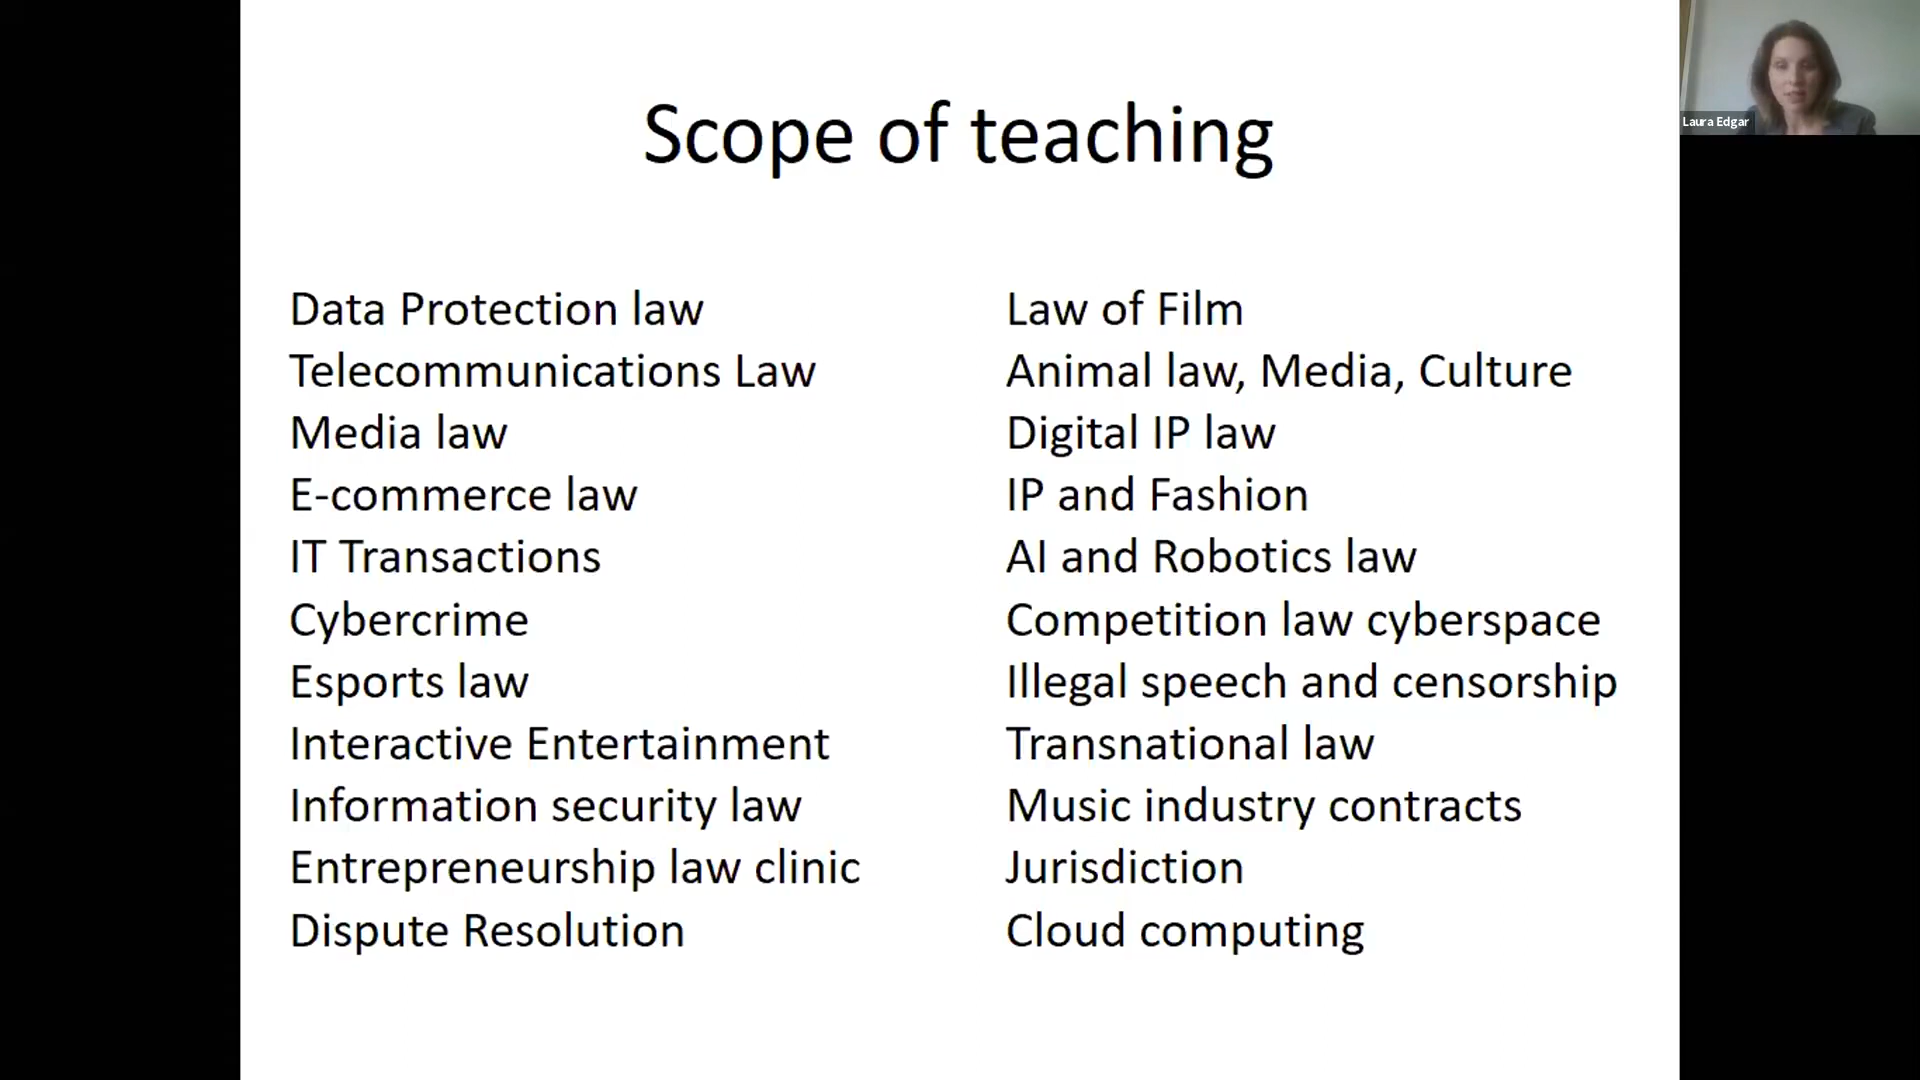 Scope of teaching
Laura Edgar
Data Protection law
Telecommunications Law
Media law
E-commerce law
IT Transactions
Cybercrime
Esports law
Interactive Entertainment
Information security law
Entrepreneurship law clinic
Dispute Resolution
Law of Film
Animal law, Media, Culture
Digital IP law
IP and Fashion
AI and Robotics law
Competition law cyberspace
Illegal speech and censorship
Transnational law
Music industry contracts
Jurisdiction
Cloud computing